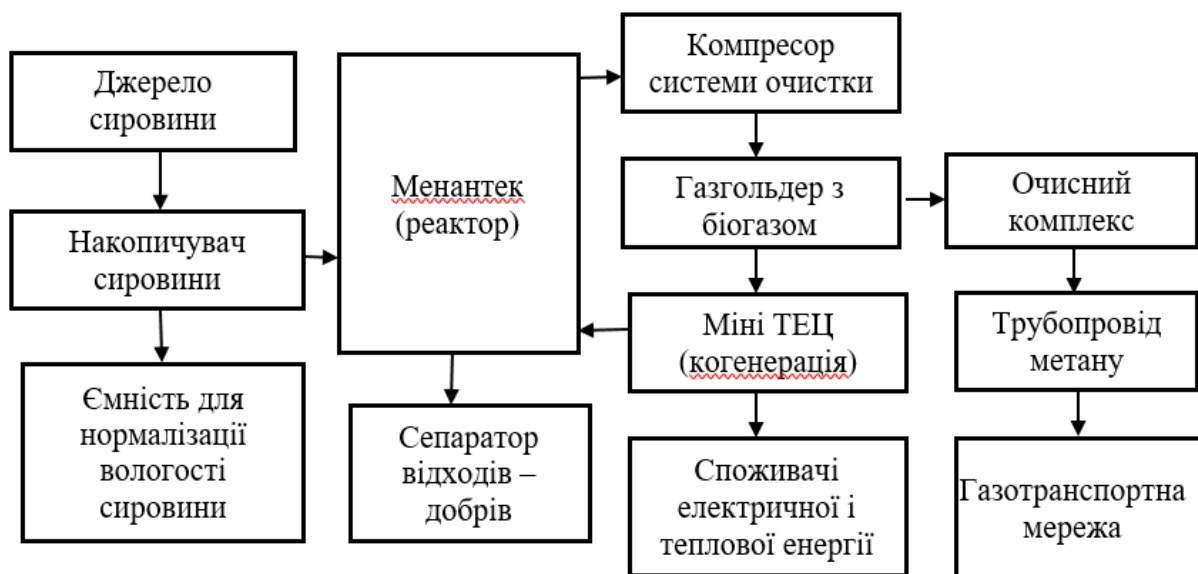 Джерело
сировини
Накопичувач
сировини
Ємність для
нормалізації
вологості
сировини
Менантек
(реактор)
Сепаратор
відходів –
добрів
Компресор
системи очистки
Газгольдер з
біогазом
Міні ТЕЦ
(когенерація)
Споживачі
електричної і
теплової енергії
Очисний
комплекс
Трубопровід
метану
Газотранспортна
мережа